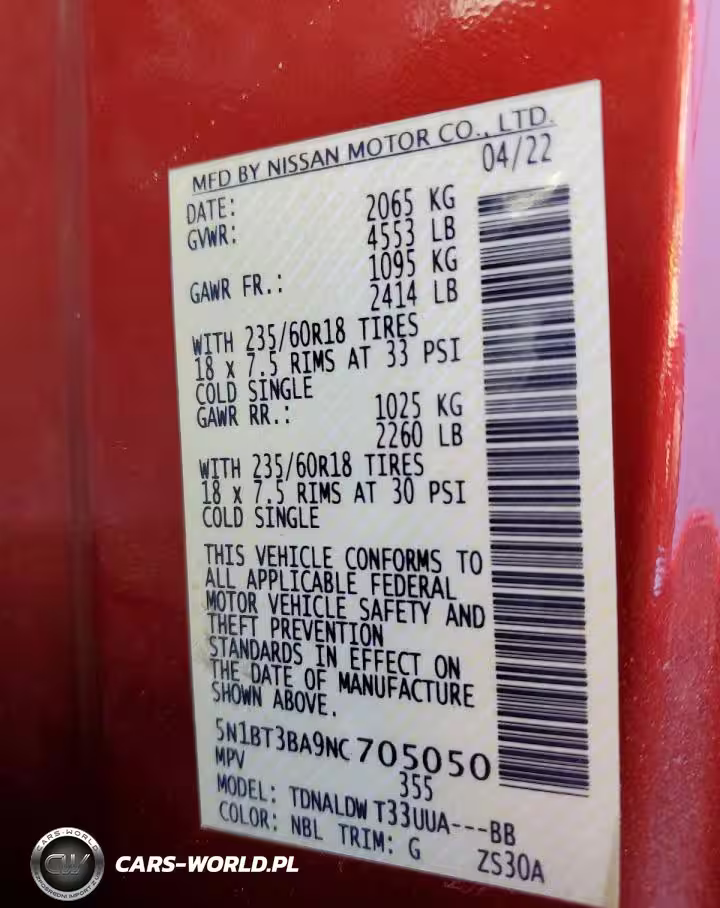 MFD BY NISSAN MOTOR CO., LTD.
DATE: 04/22
GVWR: 2065 KG
4553 LB
GAWR FR.: 1095 KG
2414 LB
WITH 235/60R18 TIRES
18 x 7.5 RIMS AT 33 PSI
COLD SINGLE
GAWR RR.: 1025 KG
2260 LB
WITH 235/60R18 TIRES
18 x 7.5 RIMS AT 30 PSI
COLD SINGLE
THIS VEHICLE CONFORMS TO
ALL APPLICABLE FEDERAL
MOTOR VEHICLE SAFETY AND
THEFT PREVENTION
STANDARDS IN EFFECT ON
THE DATE OF MANUFACTURE
SHOWN ABOVE.
5N1BT3BA9NC705050
MPV 355
MODEL: TDNALDW T33UUA---BB
COLOR: NBL TRIM: G ZS30A
CARS-WORLD
CW
CARS-WORLD.PL